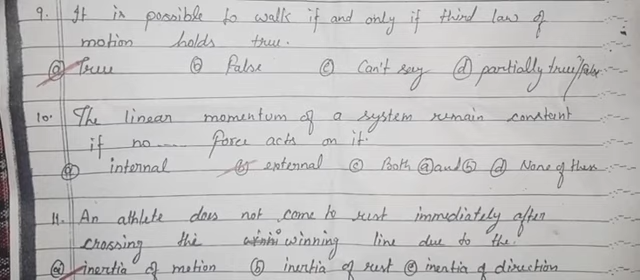 9. It is possible to walk if and only if third law of
motion holds true.
ⓐ True ⓑ False ⓒ Can't say ⓓ partially true/false
10. The linear momentum of a system remain constant
if no ..... force acts on it.
ⓐ internal ⓑ external ⓒ Both ⓐ and ⓑ ⓓ None of them
11. An athlete does not come to rust immediately after
crossing the winning line due to the.
ⓐ inertia of motion ⓑ inertia of rust ⓒ inertia of direction